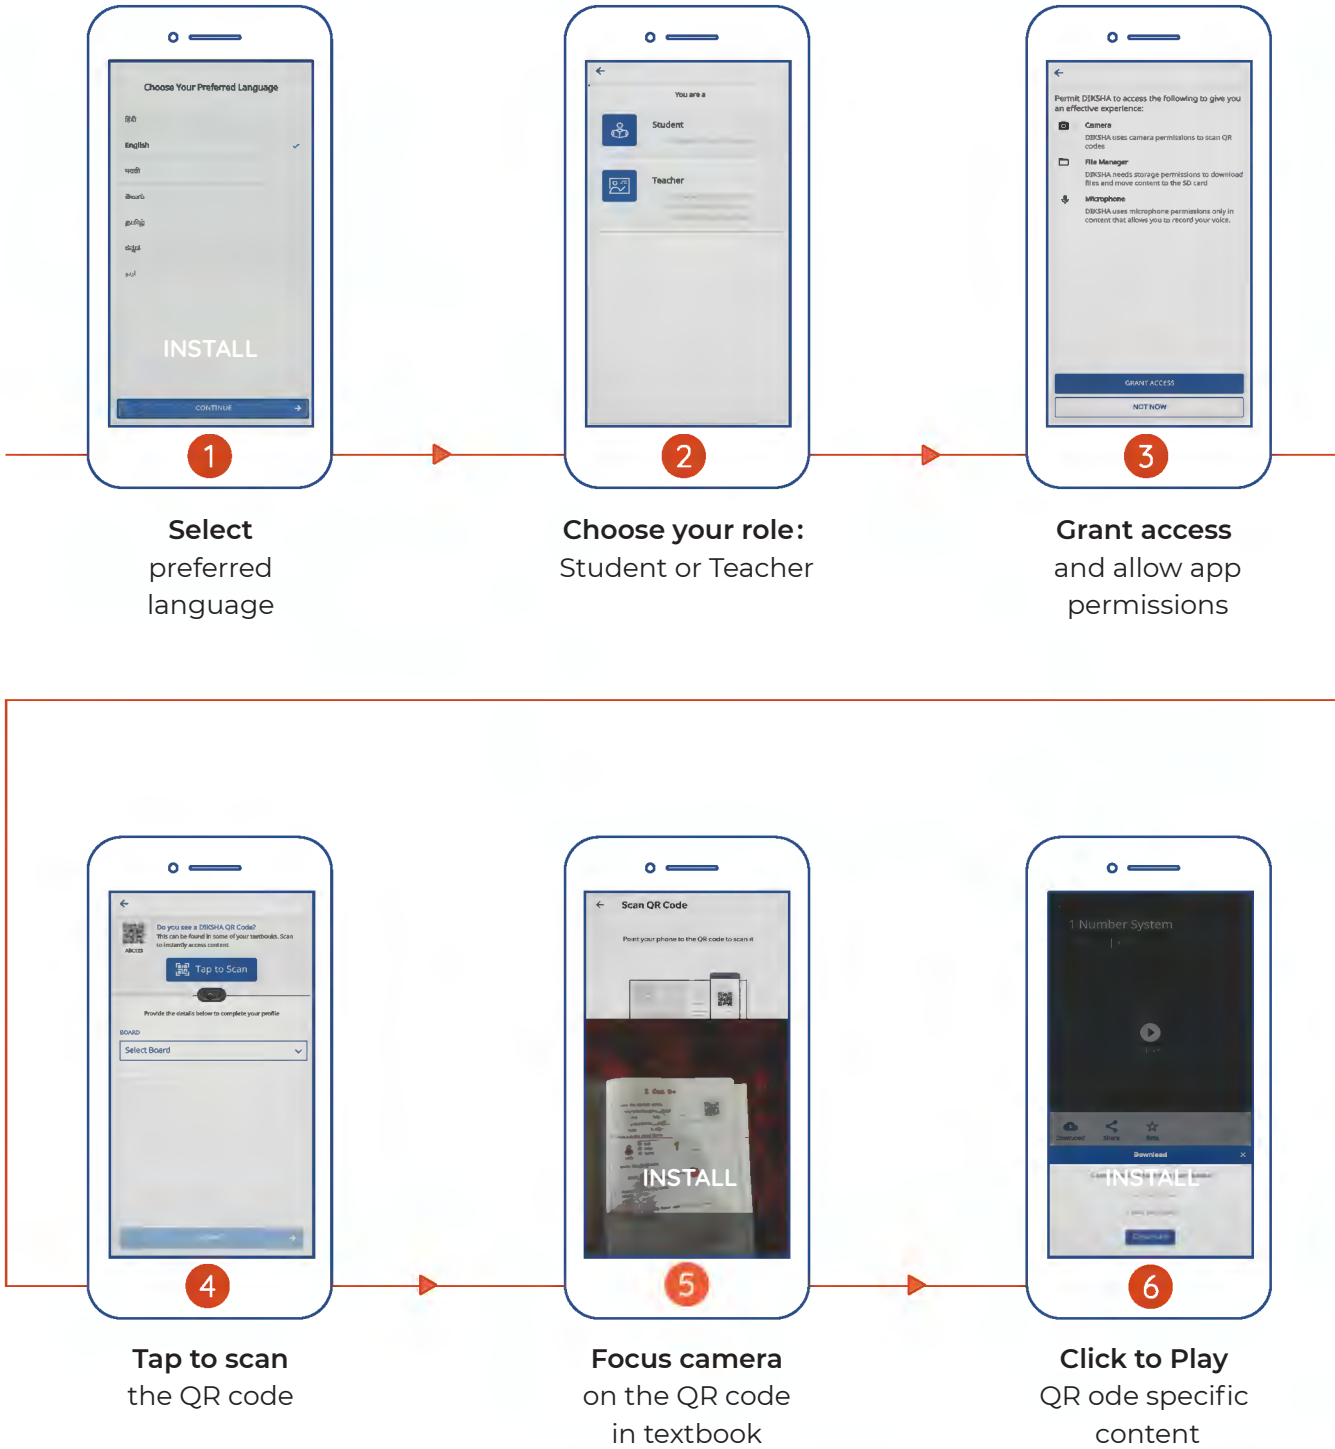 Choose Your Preferred Language
हिंदी
English
मराठी
తెలుగు
தமிழ்
ಕನ್ನಡ
اردو
INSTALL
CONTINUE
1
Select
preferred
language
You are a
Student
Teacher
2
Choose your role:
Student or Teacher
Permit DIKSHA to access the following to give you
an effective experience:
Camera
DIKSHA uses camera permissions to scan QR
codes
File Manager
DIKSHA needs storage permissions to download
files and move content to the SD card
Microphone
DIKSHA uses microphone permissions only in
content that allows you to record your voice.
GRANT ACCESS
NOT NOW
3
Grant access
and allow app
permissions
Do you see a DIKSHA QR Code?
This can be found in some of your textbooks. Scan
to instantly access content
ABC123
Tap to Scan
Provide the details below to complete your profile
BOARD
Select Board
4
Tap to scan
the QR code
Scan QR Code
Point your phone to the QR code to scan it
INSTALL
5
Focus camera
on the QR code
in textbook
1 Number System
Download
Share
Rate
Download
INSTALL
6
Click to Play
QR ode specific
content